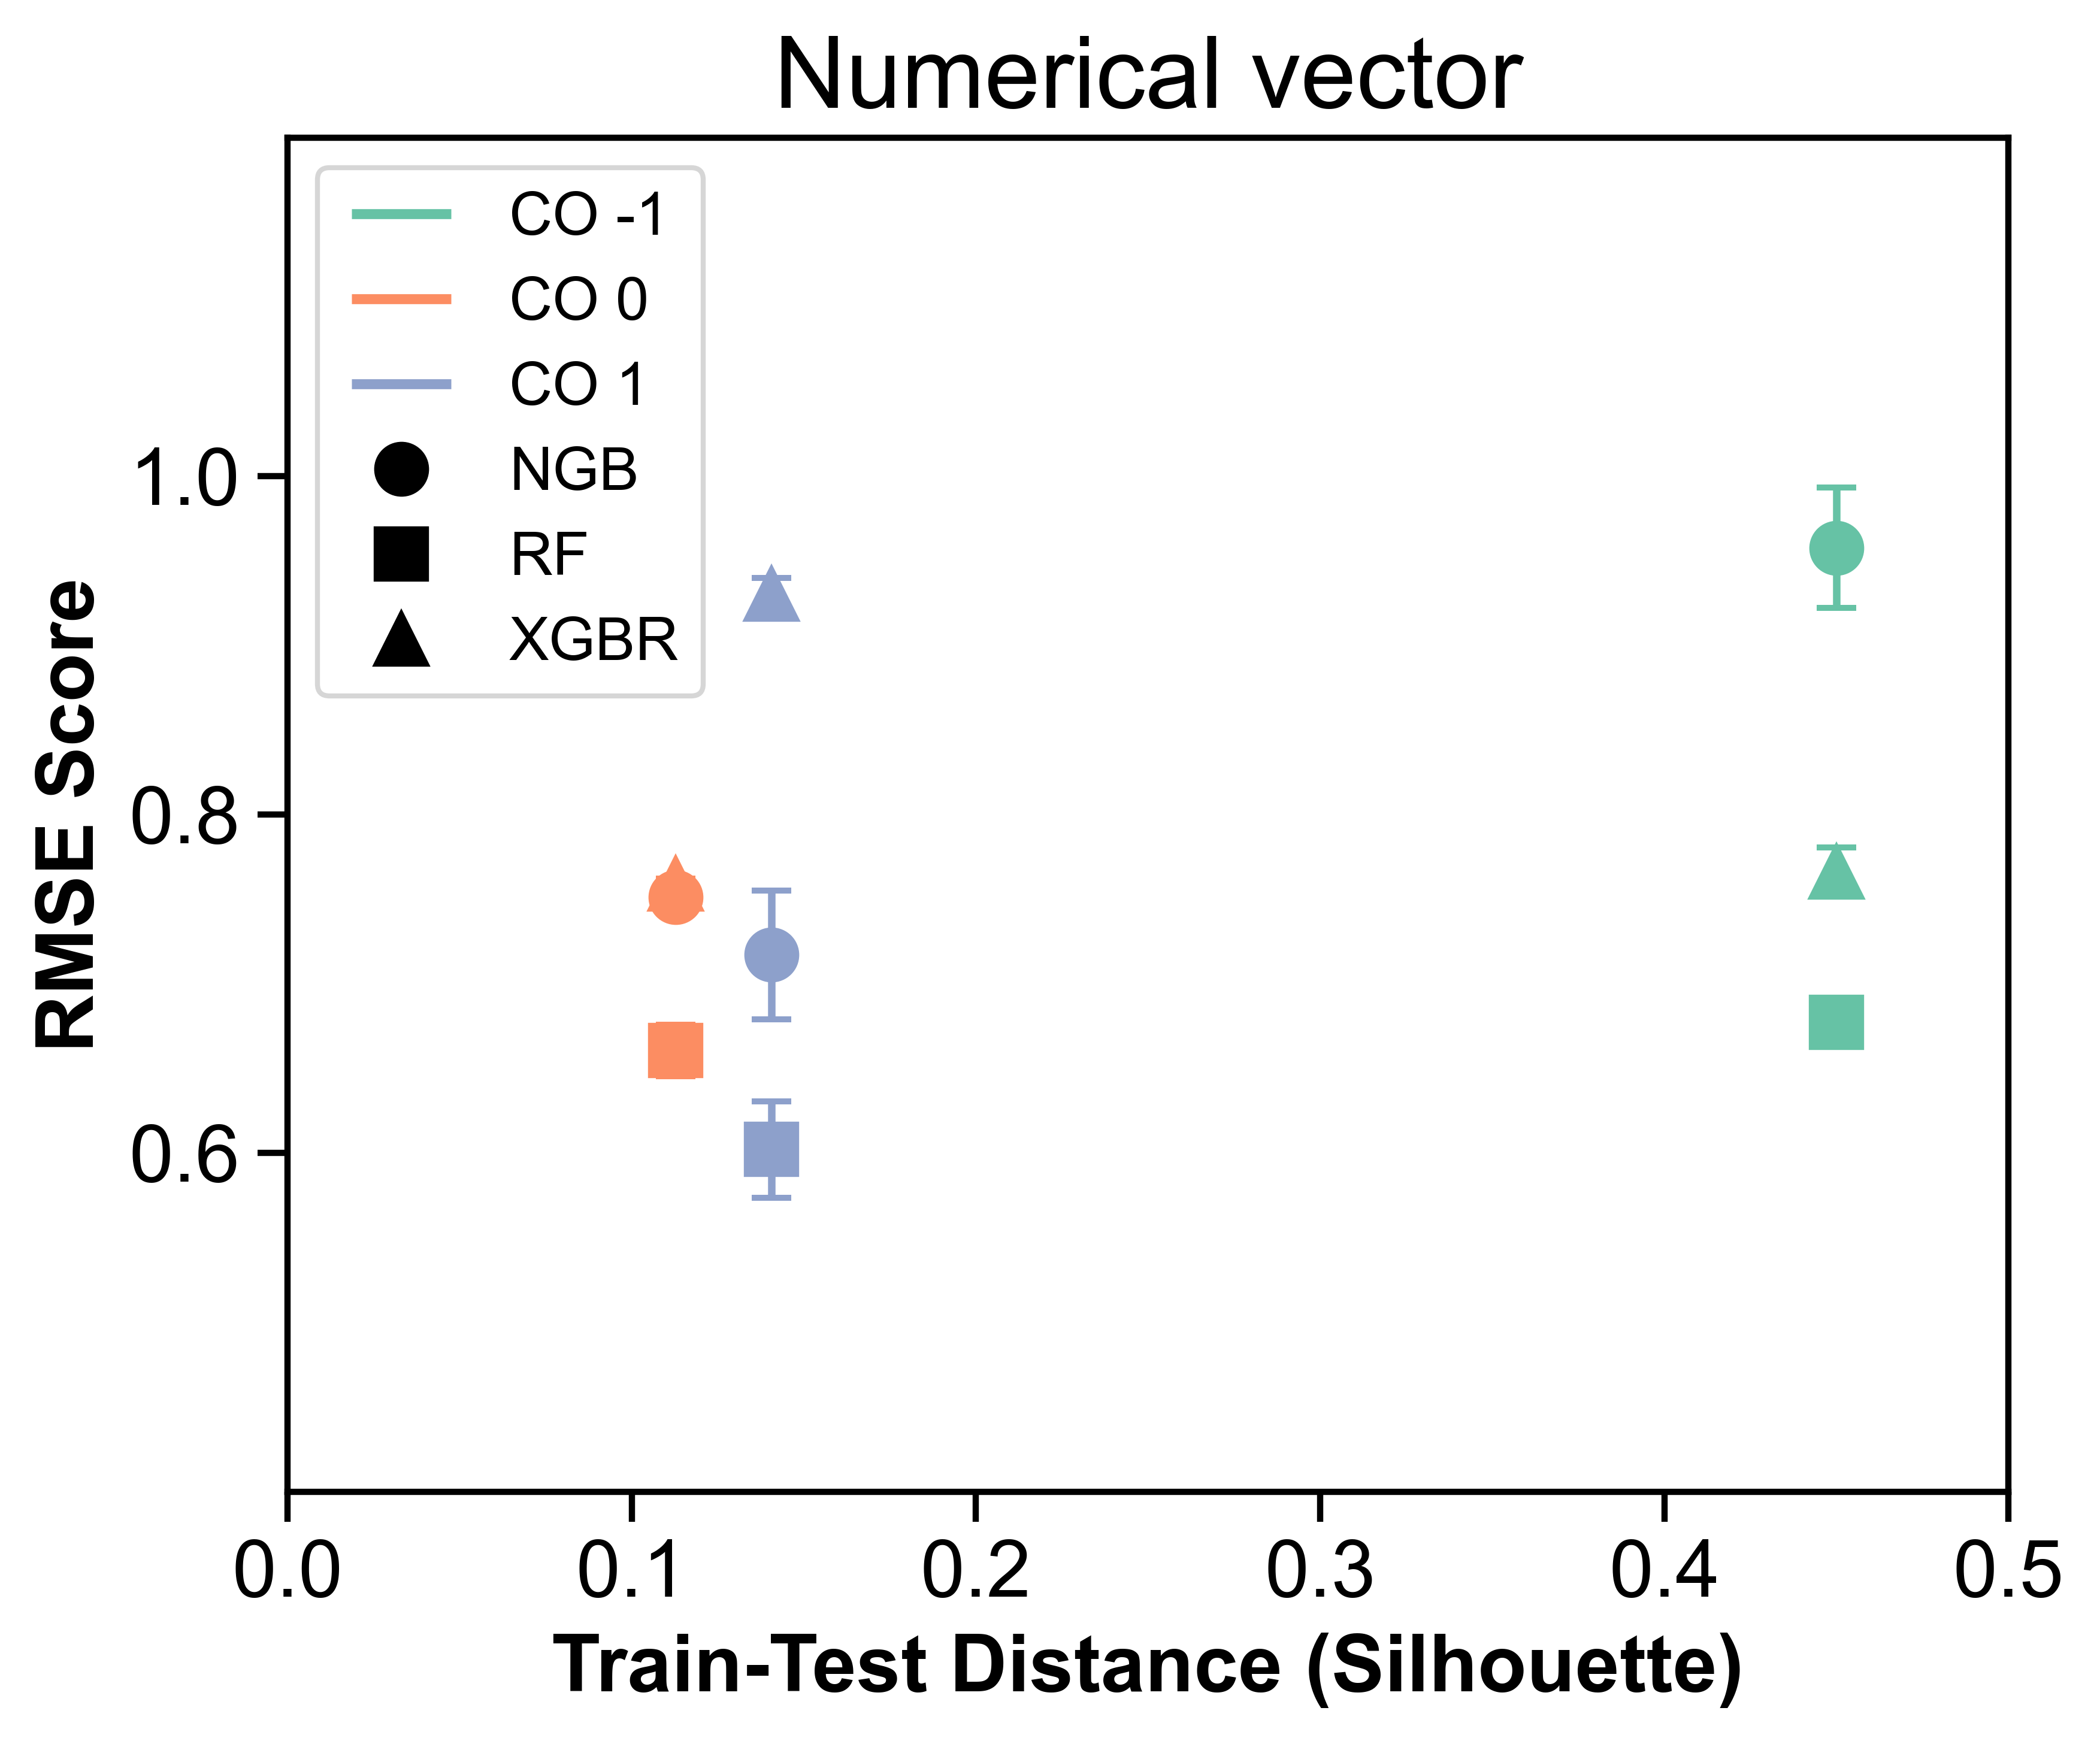 Numerical vector
CO -1
CO 0
CO 1
NGB
RF
XGBR
RMSE Score
1.0
0.8
0.6
0.0 0.1 0.2 0.3 0.4 0.5
Train-Test Distance (Silhouette)